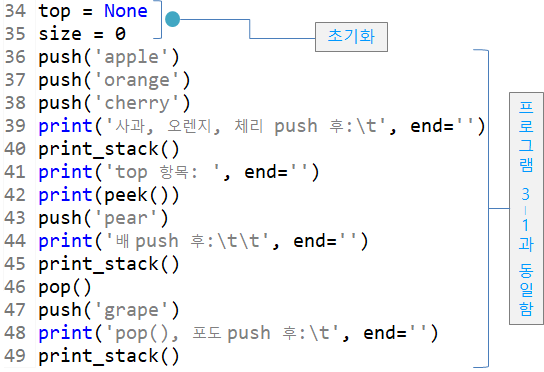 34 top = None
35 size = 0
초기화
36 push('apple')
37 push('orange')
38 push('cherry')
39 print('사과, 오렌지, 체리 push 후:\t', end='')
40 print_stack()
41 print('top 항목: ', end='')
42 print(peek())
43 push('pear')
44 print('배 push 후:\t\t', end='')
45 print_stack()
46 pop()
47 push('grape')
48 print('pop(), 포도 push 후:\t', end='')
49 print_stack()
프로그램 3-1과 동일함